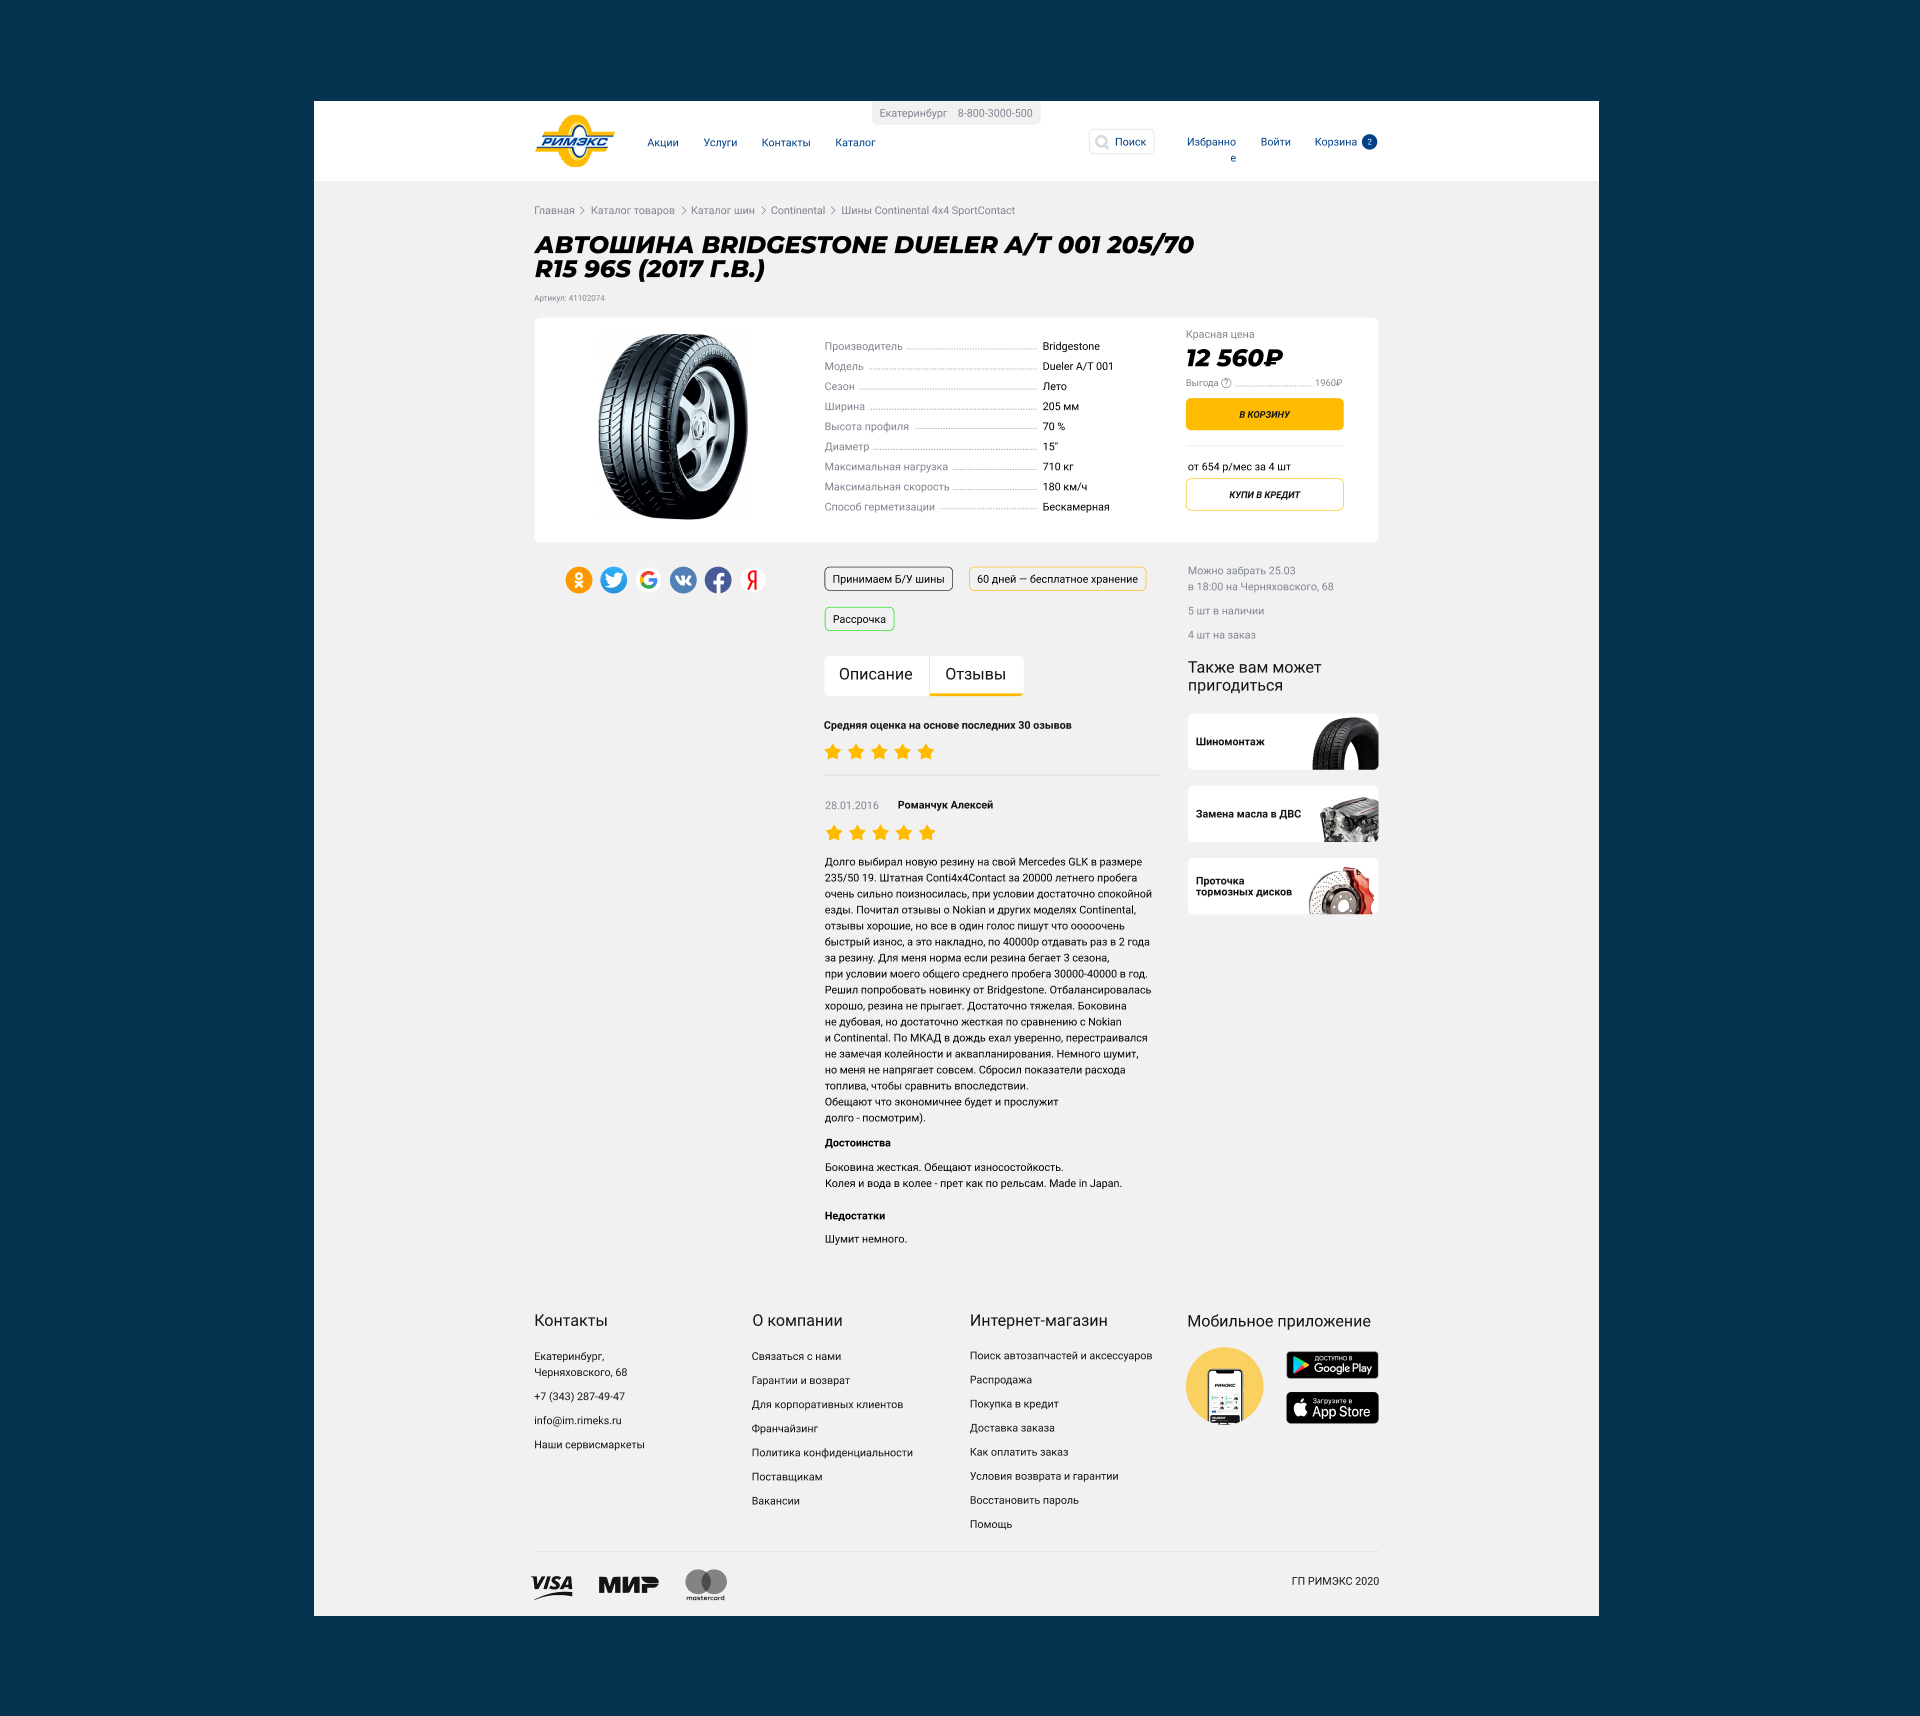 Екатеринбург 8-800-3000-500
РИМЭКС
Акции Услуги Контакты Каталог
Поиск
Избранно
е
Войти
Корзина 2
Главная Каталог товаров Каталог шин Continental Шины Continental 4x4 SportContact
АВТОШИНА BRIDGESTONE DUELER A/T 001 205/70
R15 96S (2017 Г.В.)
Артикул: 41102074
Производитель Bridgestone
Модель Dueler A/T 001
Сезон Лето
Ширина 205 мм
Высота профиля 70 %
Диаметр 15"
Максимальная нагрузка 710 кг
Максимальная скорость 180 км/ч
Способ герметизации Бескамерная
Красная цена
12 560₽
Выгода ? 1960₽
В КОРЗИНУ
от 654 р/мес за 4 шт
КУПИ В КРЕДИТ
Принимаем Б/У шины
60 дней — бесплатное хранение
Рассрочка
Можно забрать 25.03
в 18:00 на Черняховского, 68
5 шт в наличии
4 шт на заказ
Также вам может
пригодиться
Шиномонтаж
Замена масла в ДВС
Проточка
тормозных дисков
Описание Отзывы
Средняя оценка на основе последних 30 озывов
28.01.2016 Романчук Алексей
Долго выбирал новую резину на свой Mercedes GLK в размере
235/50 19. Штатная Conti4x4Contact за 20000 летнего пробега
очень сильно поизносилась, при условии достаточно спокойной
езды. Почитал отзывы о Nokian и других моделях Continental,
отзывы хорошие, но все в один голос пишут что ооооочень
быстрый износ, а это накладно, по 40000р отдавать раз в 2 года
за резину. Для меня норма если резина бегает 3 сезона,
при условии моего общего среднего пробега 30000-40000 в год.
Решил попробовать новинку от Bridgestone. Отбалансировалась
хорошо, резина не прыгает. Достаточно тяжелая. Боковина
не дубовая, но достаточно жесткая по сравнению с Nokian
и Continental. По МКАД в дождь ехал уверенно, перестраивался
не замечая колейности и аквапланирования. Немного шумит,
но меня не напрягает совсем. Сбросил показатели расхода
топлива, чтобы сравнить впоследствии.
Обещают что экономичнее будет и прослужит
долго - посмотрим).
Достоинства
Боковина жесткая. Обещают износостойкость.
Колея и вода в колее - прет как по рельсам. Made in Japan.
Недостатки
Шумит немного.
Контакты
Екатеринбург,
Черняховского, 68
+7 (343) 287-49-47
info@im.rimeks.ru
Наши сервисмаркеты
О компании
Связаться с нами
Гарантии и возврат
Для корпоративных клиентов
Франчайзинг
Политика конфиденциальности
Поставщикам
Вакансии
Интернет-магазин
Поиск автозапчастей и аксессуаров
Распродажа
Покупка в кредит
Доставка заказа
Как оплатить заказ
Условия возврата и гарантии
Восстановить пароль
Помощь
Мобильное приложение
РИМЭКС
ДОСТУПНО В
Google Play
Загрузите в
App Store
VISA МИР mastercard
ГП РИМЭКС 2020